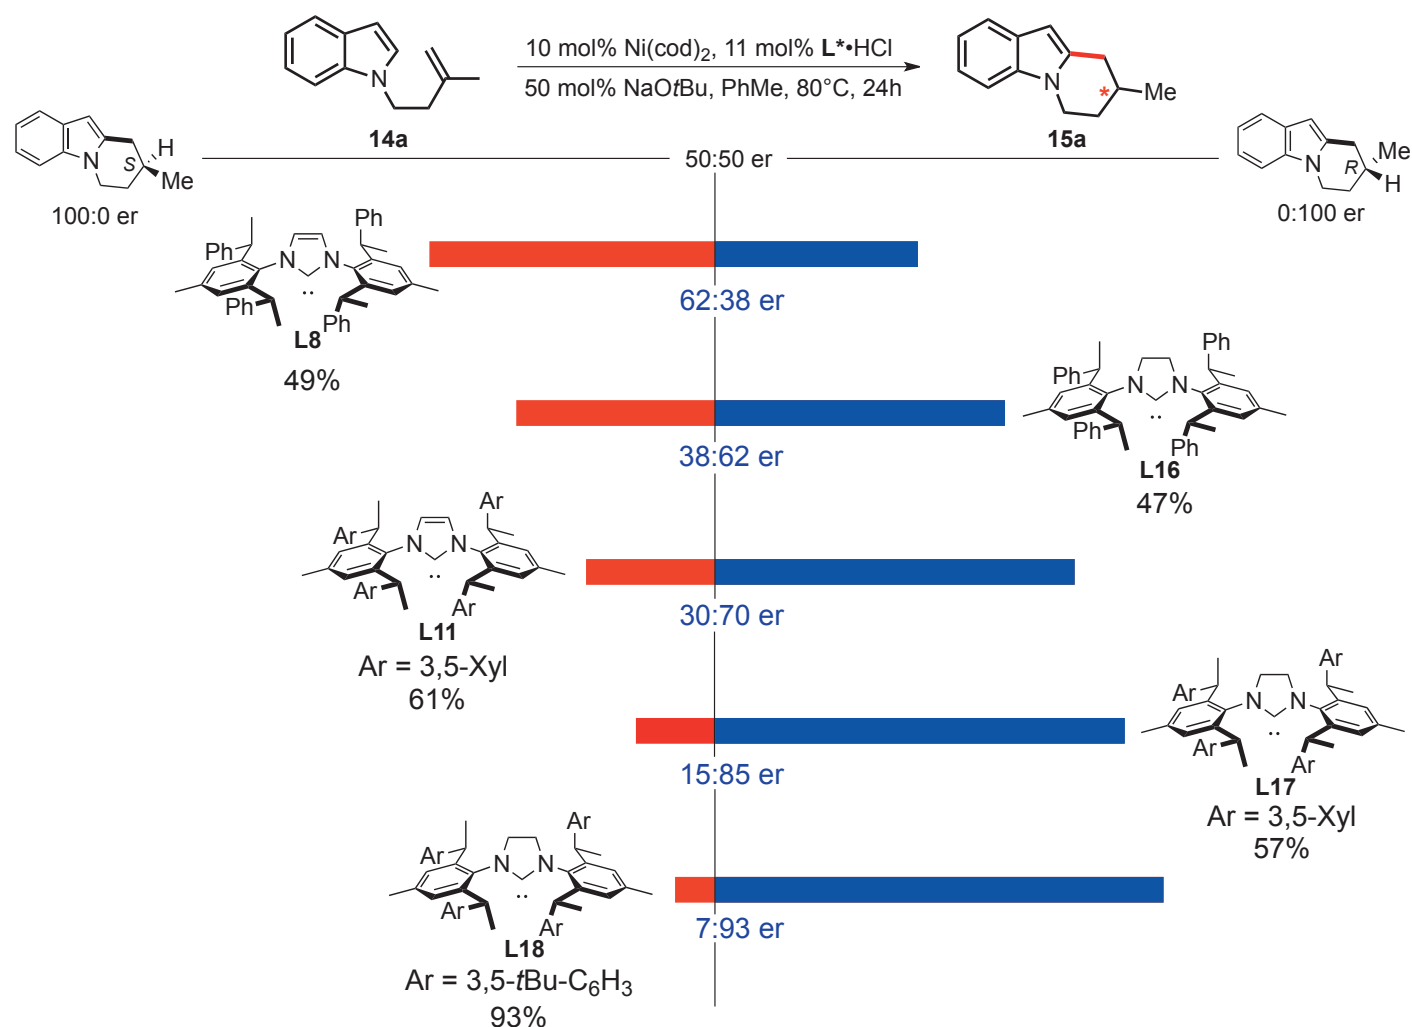 10 mol% Ni(cod)2, 11 mol% L*•HCl
50 mol% NaOtBu, PhMe, 80°C, 24h
N
14a
N
*
Me
15a
N
S
H
Me
100:0 er
50:50 er
N
R
Me
H
0:100 er
Ph
Ph
N
N
Ph
Ph
L8
49%
62:38 er
Ph
Ph
N
N
Ph
Ph
L16
47%
38:62 er
Ar
Ar
N
N
Ar
Ar
L11
Ar = 3,5-Xyl
61%
30:70 er
Ar
Ar
N
N
Ar
Ar
L17
Ar = 3,5-Xyl
57%
15:85 er
Ar
Ar
N
N
Ar
Ar
L18
Ar = 3,5-tBu-C6H3
93%
7:93 er